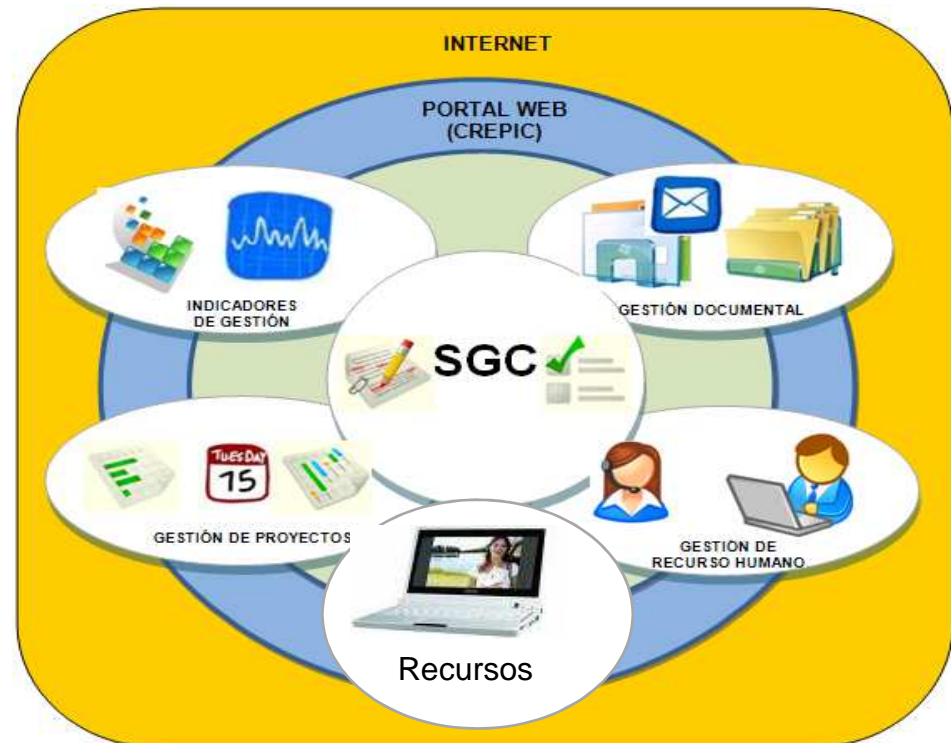 INTERNET
PORTAL WEB
(CREPIC)
INDICADORES
DE GESTIÓN
GESTIÓN DOCUMENTAL
SGC
TUESDAY
15
GESTIÓN DE PROYECTOS
GESTIÓN DE
RECURSO HUMANO
Recursos